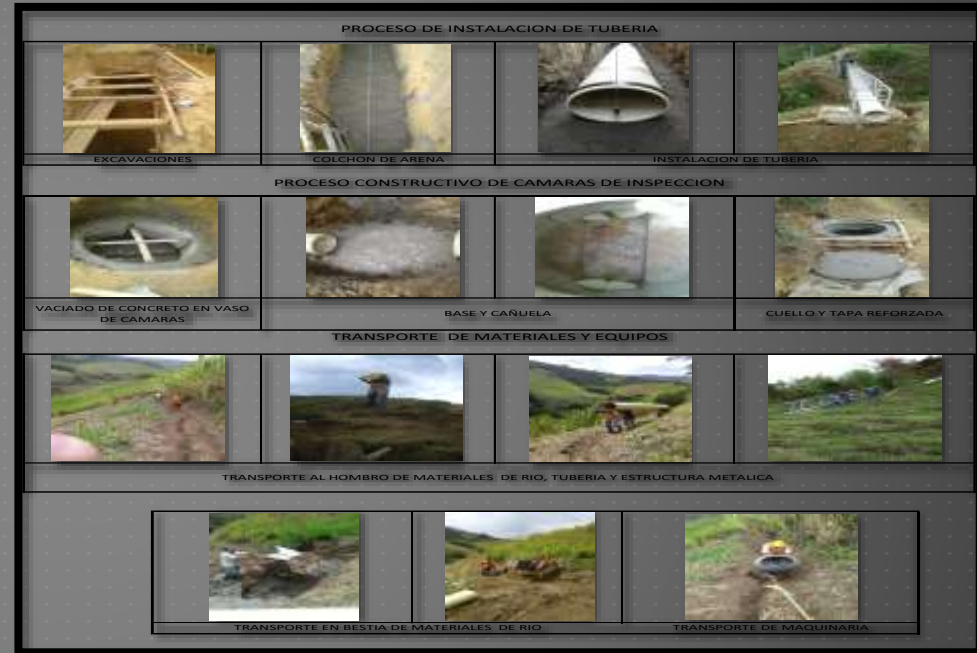 PROCESO DE INSTALACION DE TUBERIA
EXCAVACIONES
COLCHON DE ARENA
INSTALACION DE TUBERIA
PROCESO CONSTRUCTIVO DE CAMARAS DE INSPECCION
VACIADO DE CONCRETO EN VASO
DE CAMARAS
BASE Y CAÑUELA
CUELLO Y TAPA REFORZADA
TRANSPORTE DE MATERIALES Y EQUIPOS
TRANSPORTE AL HOMBRO DE MATERIALES DE RIO, TUBERIA Y ESTRUCTURA METALICA
TRANSPORTE EN BESTIA DE MATERIALES DE RIO
TRANSPORTE DE MAQUINARIA